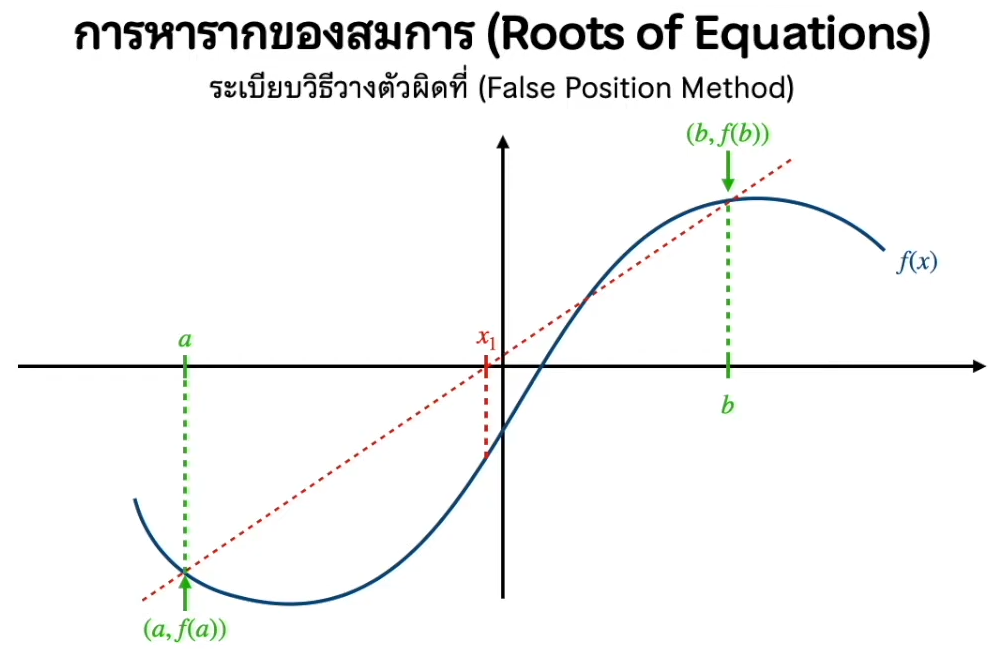 การหารากของสมการ (Roots of Equations)
ระเบียบวิธีวางตัวผิดที่ (False Position Method)
(b, f(b))
f(x)
a
x₁
b
(a, f(a))